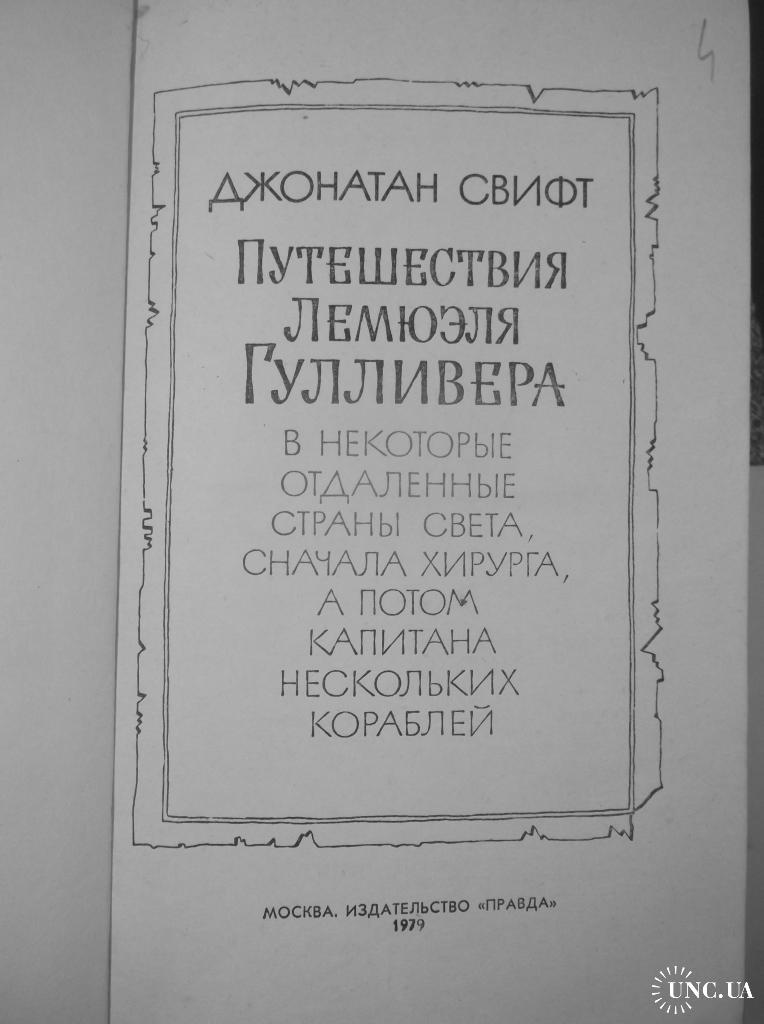 ДЖОНАТАН СВИФТ
ПУТЕШЕСТВИЯ
ЛЕМЮЭЛЯ
ГУЛЛИВЕРА
В НЕКОТОРЫЕ
ОТДАЛЕННЫЕ
СТРАНЫ СВЕТА,
СНАЧАЛА ХИРУРГА,
А ПОТОМ
КАПИТАНА
НЕСКОЛЬКИХ
КОРАБЛЕЙ
МОСКВА. ИЗДАТЕЛЬСТВО «ПРАВДА»
1979
UNC.UA